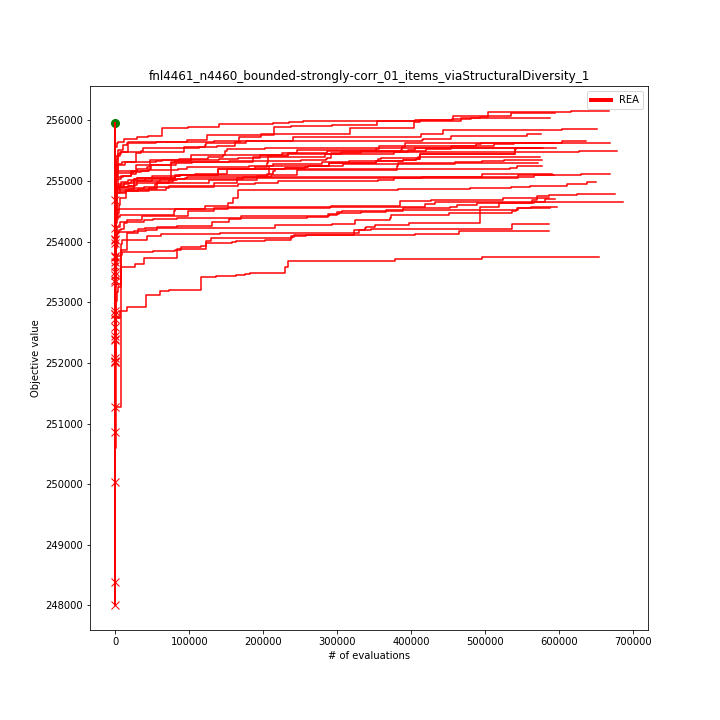 fnl4461_n4460_bounded-strongly-corr_01_items_viaStructuralDiversity_1
REA
256000
255000
254000
253000
252000
251000
250000
249000
248000
Objective value
0 100000 200000 300000 400000 500000 600000 700000
# of evaluations